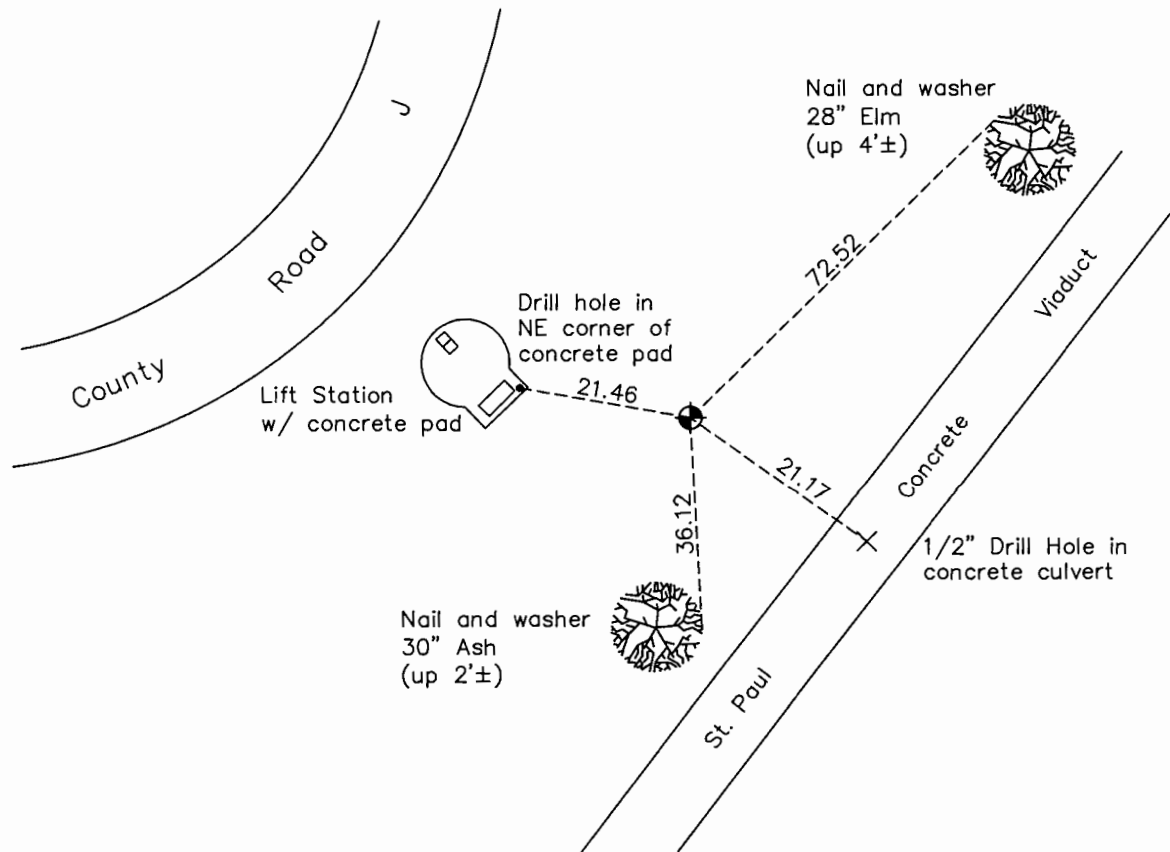 Nail and washer
28" Elm
(up 4'±)
County Road J
72.52
Viaduct
Drill hole in
NE corner of
concrete pad
Lift Station
w/ concrete pad
21.46
Concrete
21.17
36.12
1/2" Drill Hole in
concrete culvert
Nail and washer
30" Ash
(up 2'±)
St. Paul